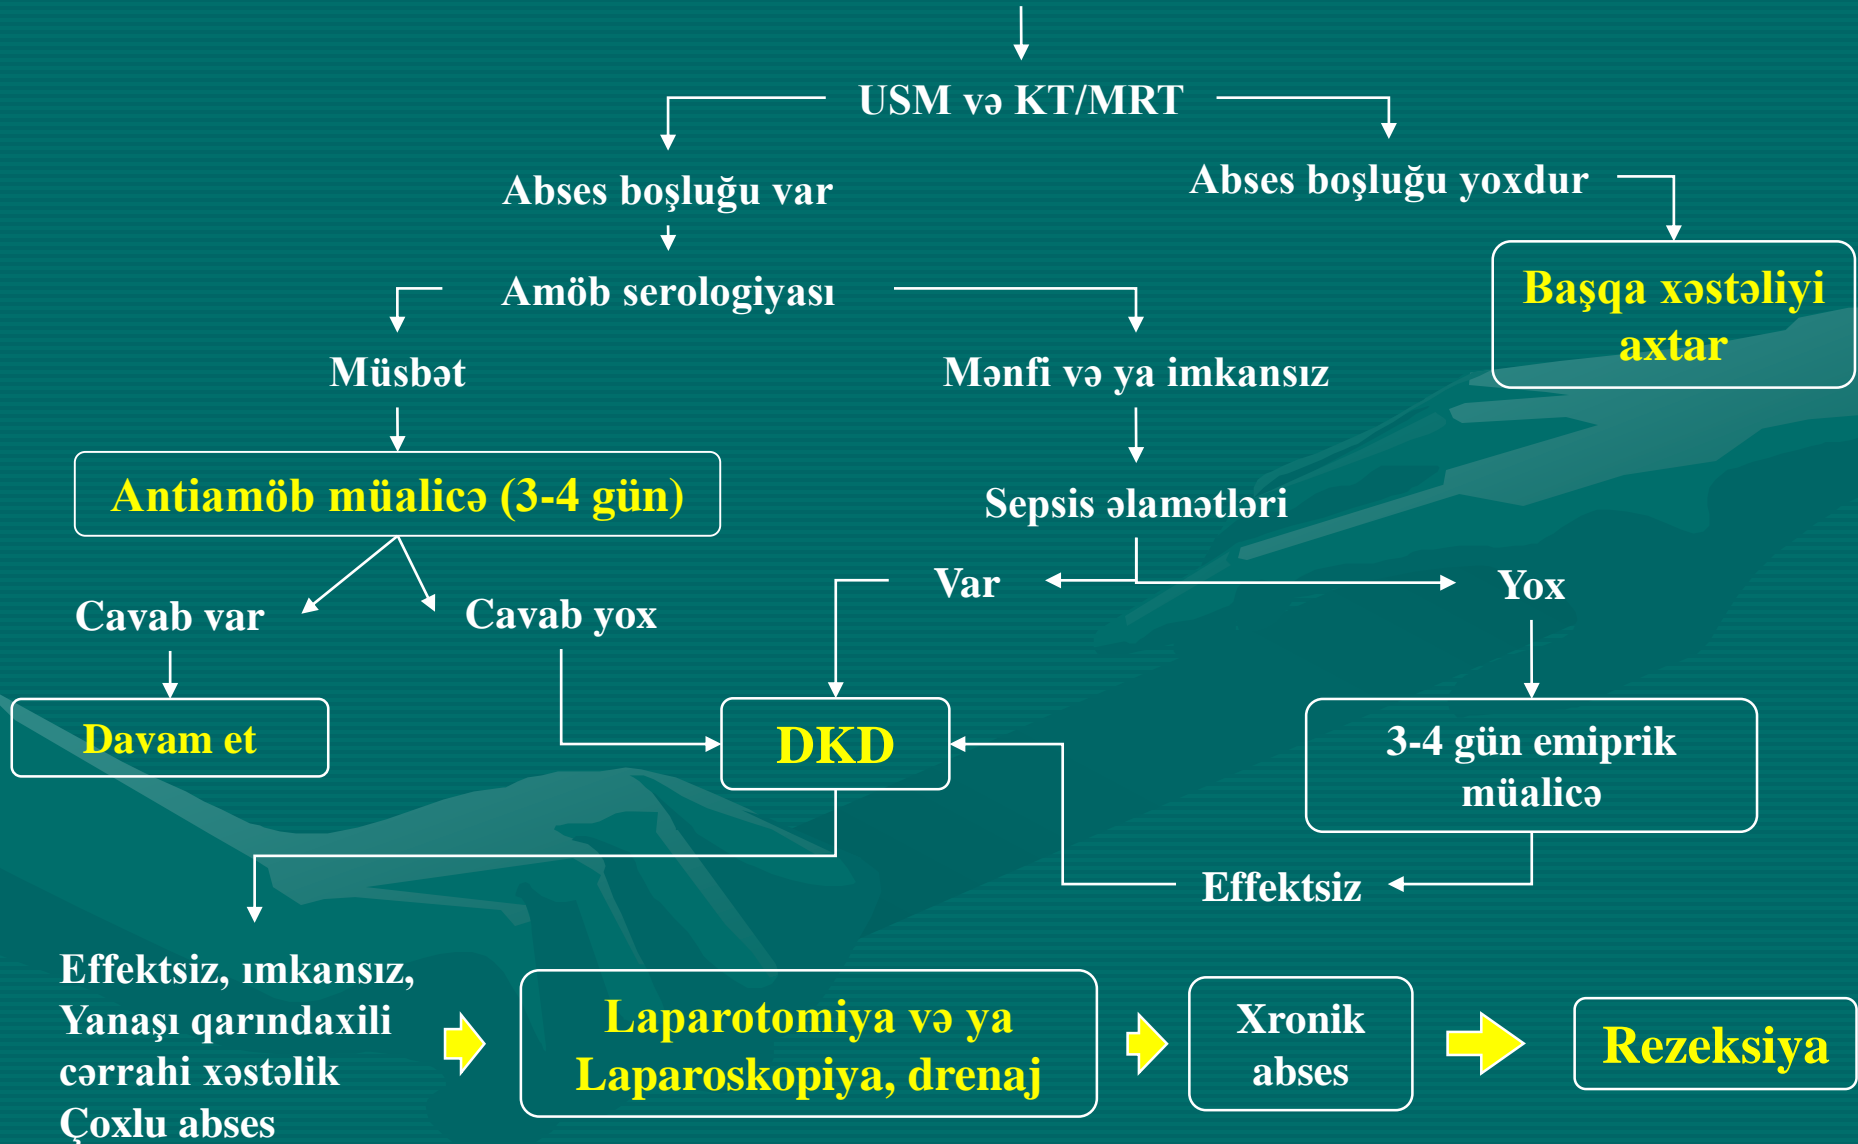 USM və KT/MRT
Abses boşluğu var
Abses boşluğu yoxdur
Amöb serologiyası
Başqa xəstəliyi
axtar
Müsbət
Mənfi və ya imkansız
Antiamöb müalicə (3-4 gün)
Sepsis əlamətləri
Var
Yox
Cavab var
Cavab yox
Davam et
DKD
3-4 gün emiprik
müalicə
Effektsiz
Effektsiz, ımkansız,
Yanaşı qarındaxili
cərrahi xəstəlik
Çoxlu abses
Laparotomiya və ya
Laparoskopiya, drenaj
Xronik
abses
Rezeksiya